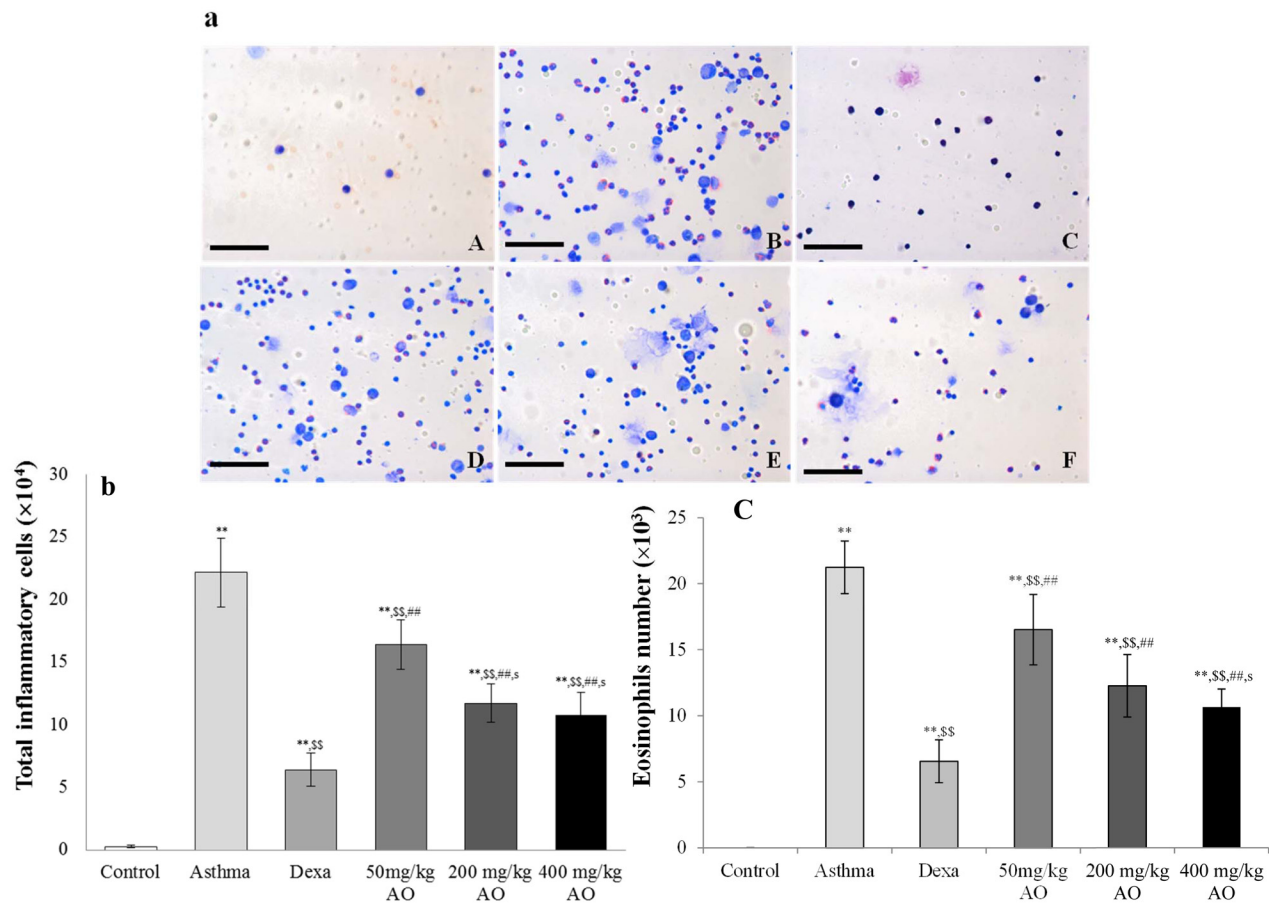 a
A
B
C
D
E
F
b
Total inflammatory cells (×10⁴)
30
25
20
15
10
5
0
**
**,$$
**,$$,##
**,$$,##,s
**,$$,##,s
Control
Asthma
Dexa
50mg/kg
AO
200 mg/kg
AO
400 mg/kg
AO
C
Eosinophils number (×10³)
25
20
15
10
5
0
**
**,$$
**,$$,##
**,$$,##
**,$$,##,s
Control
Asthma
Dexa
50mg/kg
AO
200 mg/kg
AO
400 mg/kg
AO